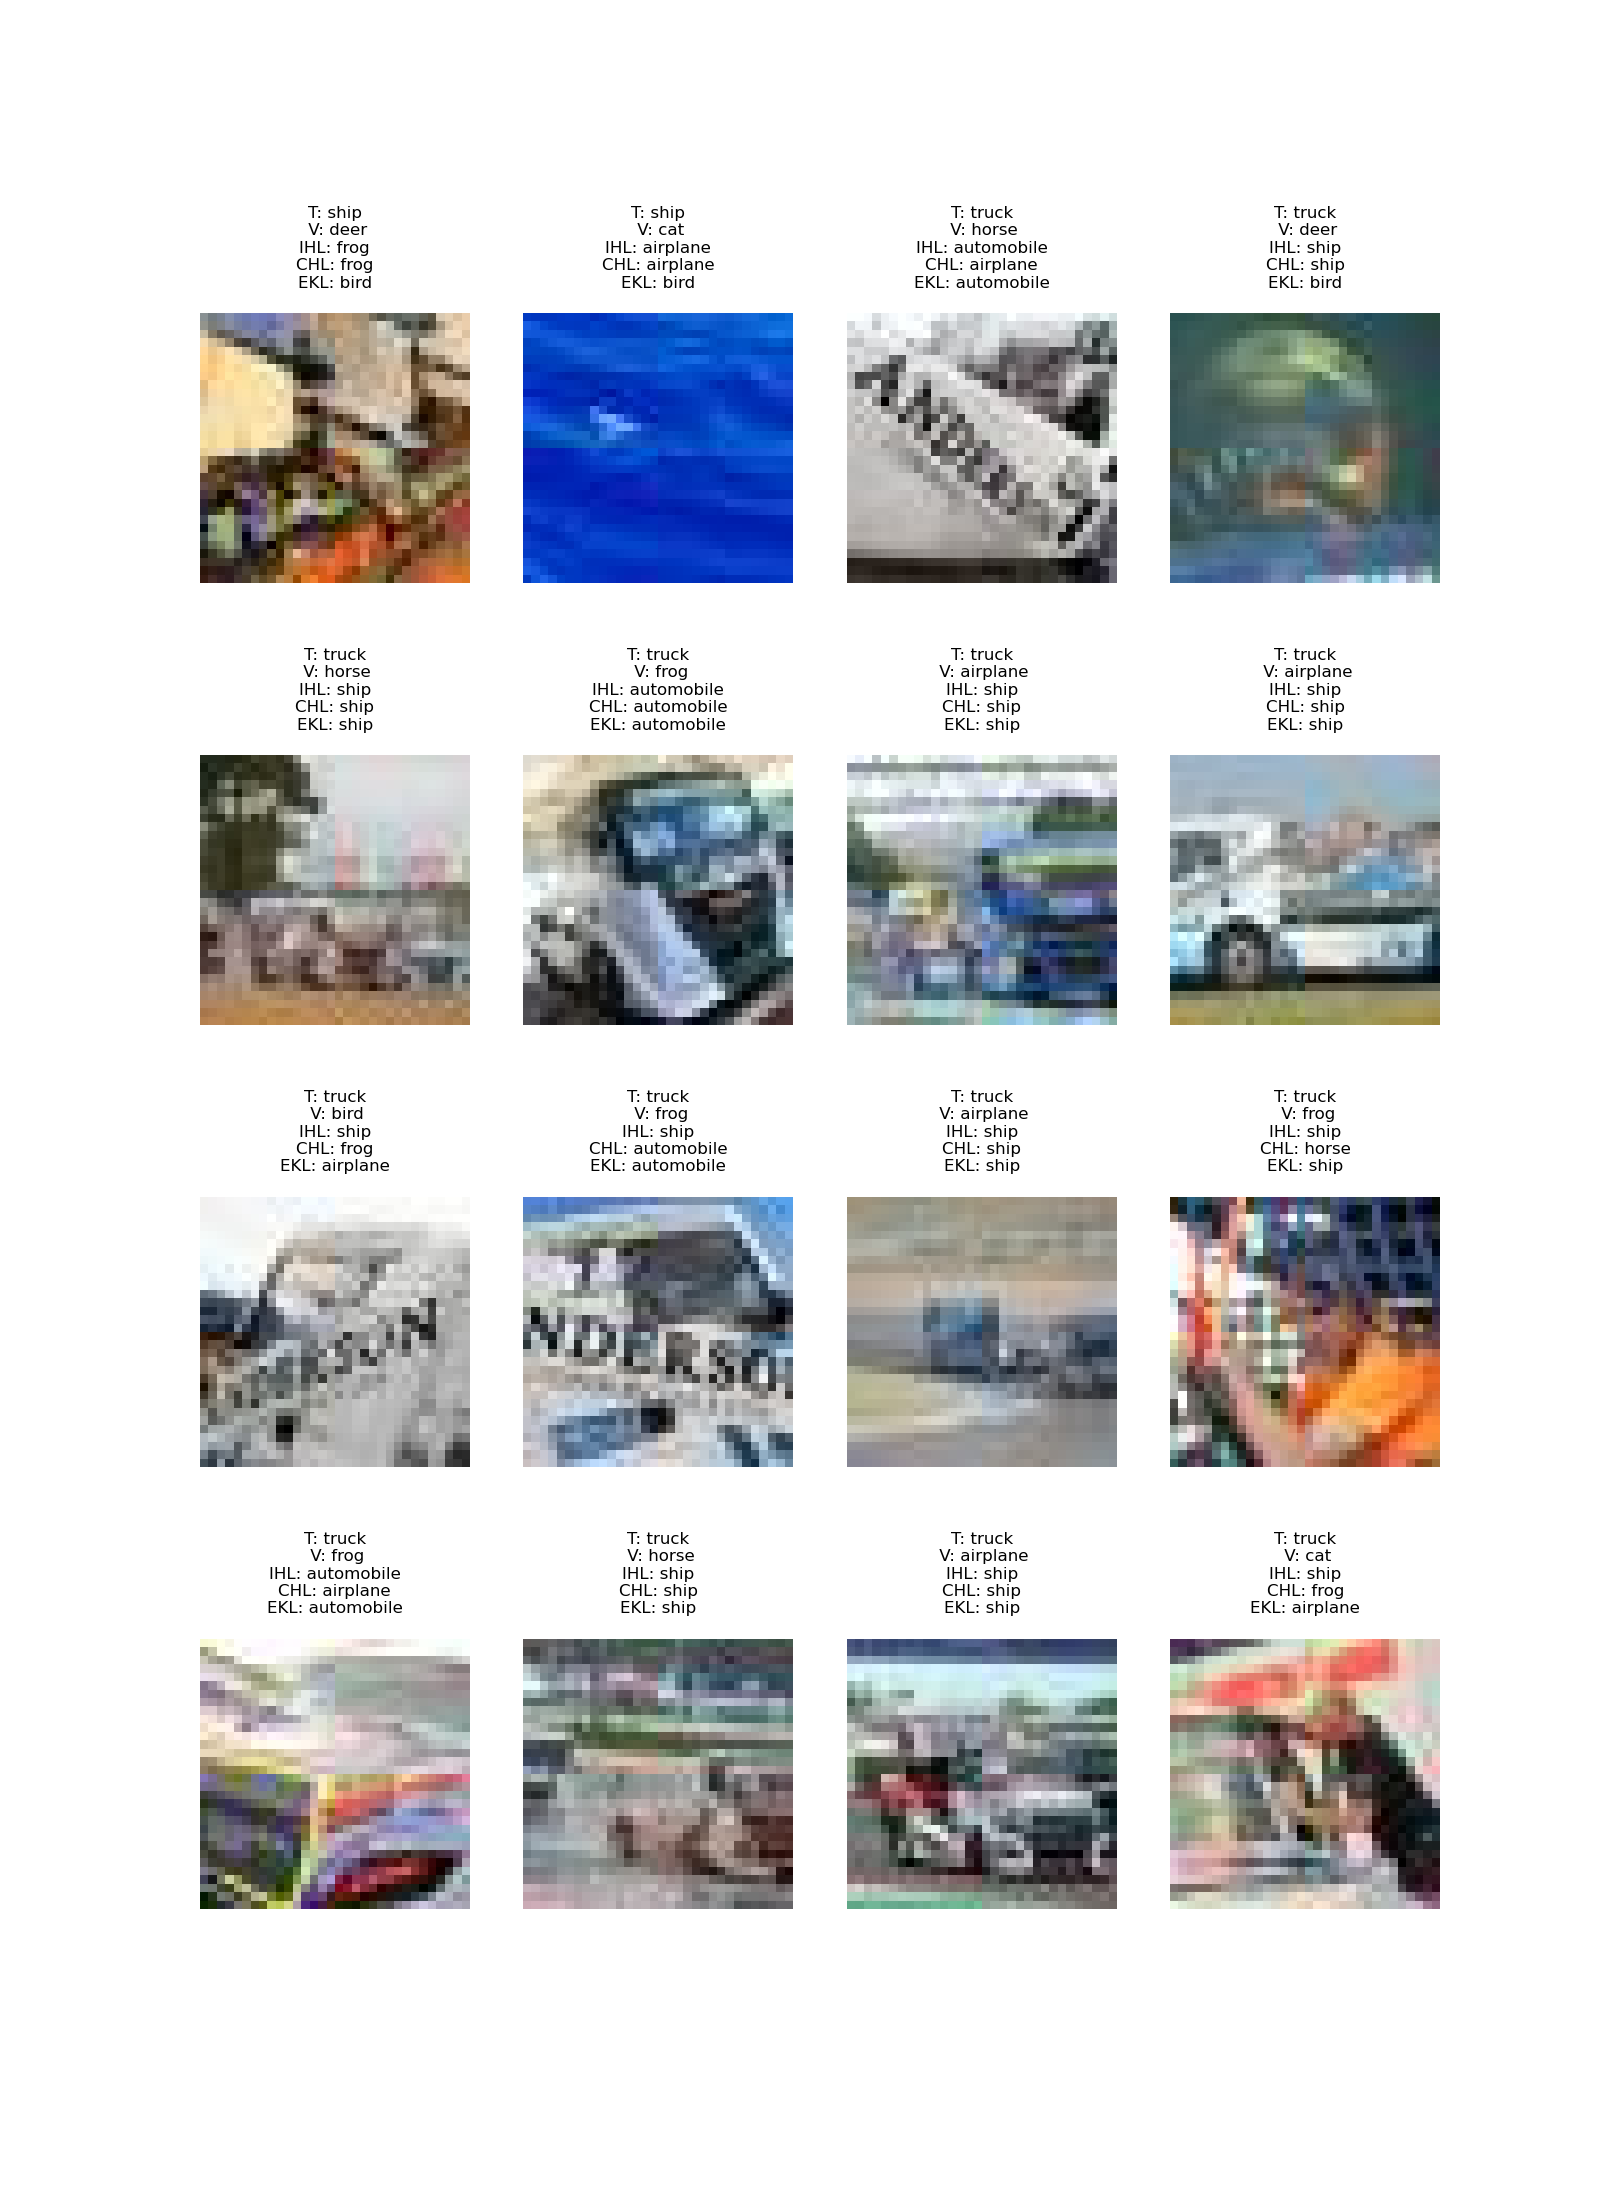 T: ship
V: deer
IHL: frog
CHL: frog
EKL: bird
T: ship
V: cat
IHL: airplane
CHL: airplane
EKL: bird
T: truck
V: horse
IHL: automobile
CHL: airplane
EKL: automobile
T: truck
V: deer
IHL: ship
CHL: ship
EKL: bird
T: truck
V: horse
IHL: ship
CHL: ship
EKL: ship
T: truck
V: frog
IHL: automobile
CHL: automobile
EKL: automobile
T: truck
V: airplane
IHL: ship
CHL: ship
EKL: ship
T: truck
V: airplane
IHL: ship
CHL: ship
EKL: ship
T: truck
V: bird
IHL: ship
CHL: frog
EKL: airplane
T: truck
V: frog
IHL: ship
CHL: automobile
EKL: automobile
NDERSO
T: truck
V: airplane
IHL: ship
CHL: ship
EKL: ship
T: truck
V: frog
IHL: ship
CHL: horse
EKL: ship
T: truck
V: frog
IHL: automobile
CHL: airplane
EKL: automobile
T: truck
V: horse
IHL: ship
CHL: ship
EKL: ship
T: truck
V: airplane
IHL: ship
CHL: ship
EKL: ship
T: truck
V: cat
IHL: ship
CHL: frog
EKL: airplane